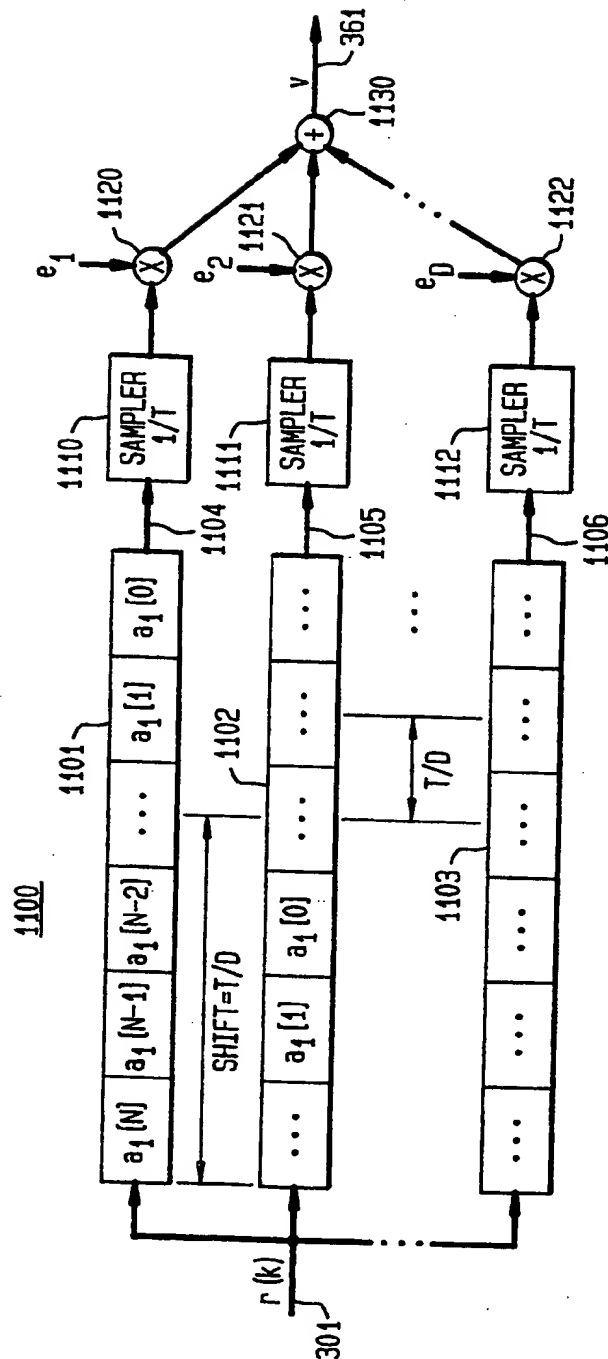 1100
r(k)
301
1101
a₁[N]
a₁[N-1]
a₁[N-2]
...
a₁[1]
a₁[0]
1104
1110
SAMPLER
1/T
e₁
1120
SHIFT=T/D
1102
...
a₁[1]
a₁[0]
...
...
...
1105
1111
SAMPLER
1/T
e₂
1121
X
X
+
1130
v
361
T/D
...
...
1103
...
...
...
...
...
...
1106
1112
SAMPLER
1/T
e_D
X
1122
...